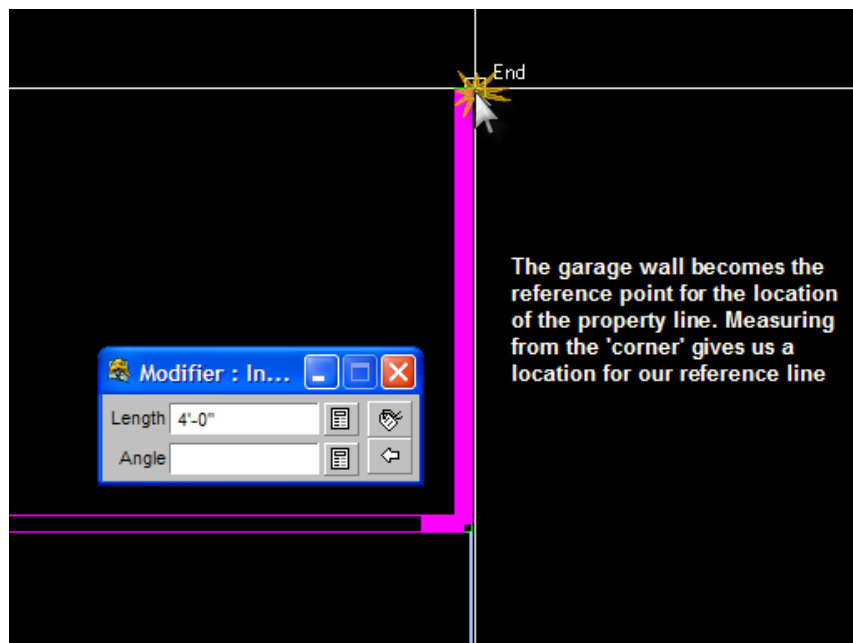 End
The garage wall becomes the
reference point for the location
of the property line. Measuring
from the 'corner' gives us a
location for our reference line
Modifier : In...
Length 4'-0"
Angle